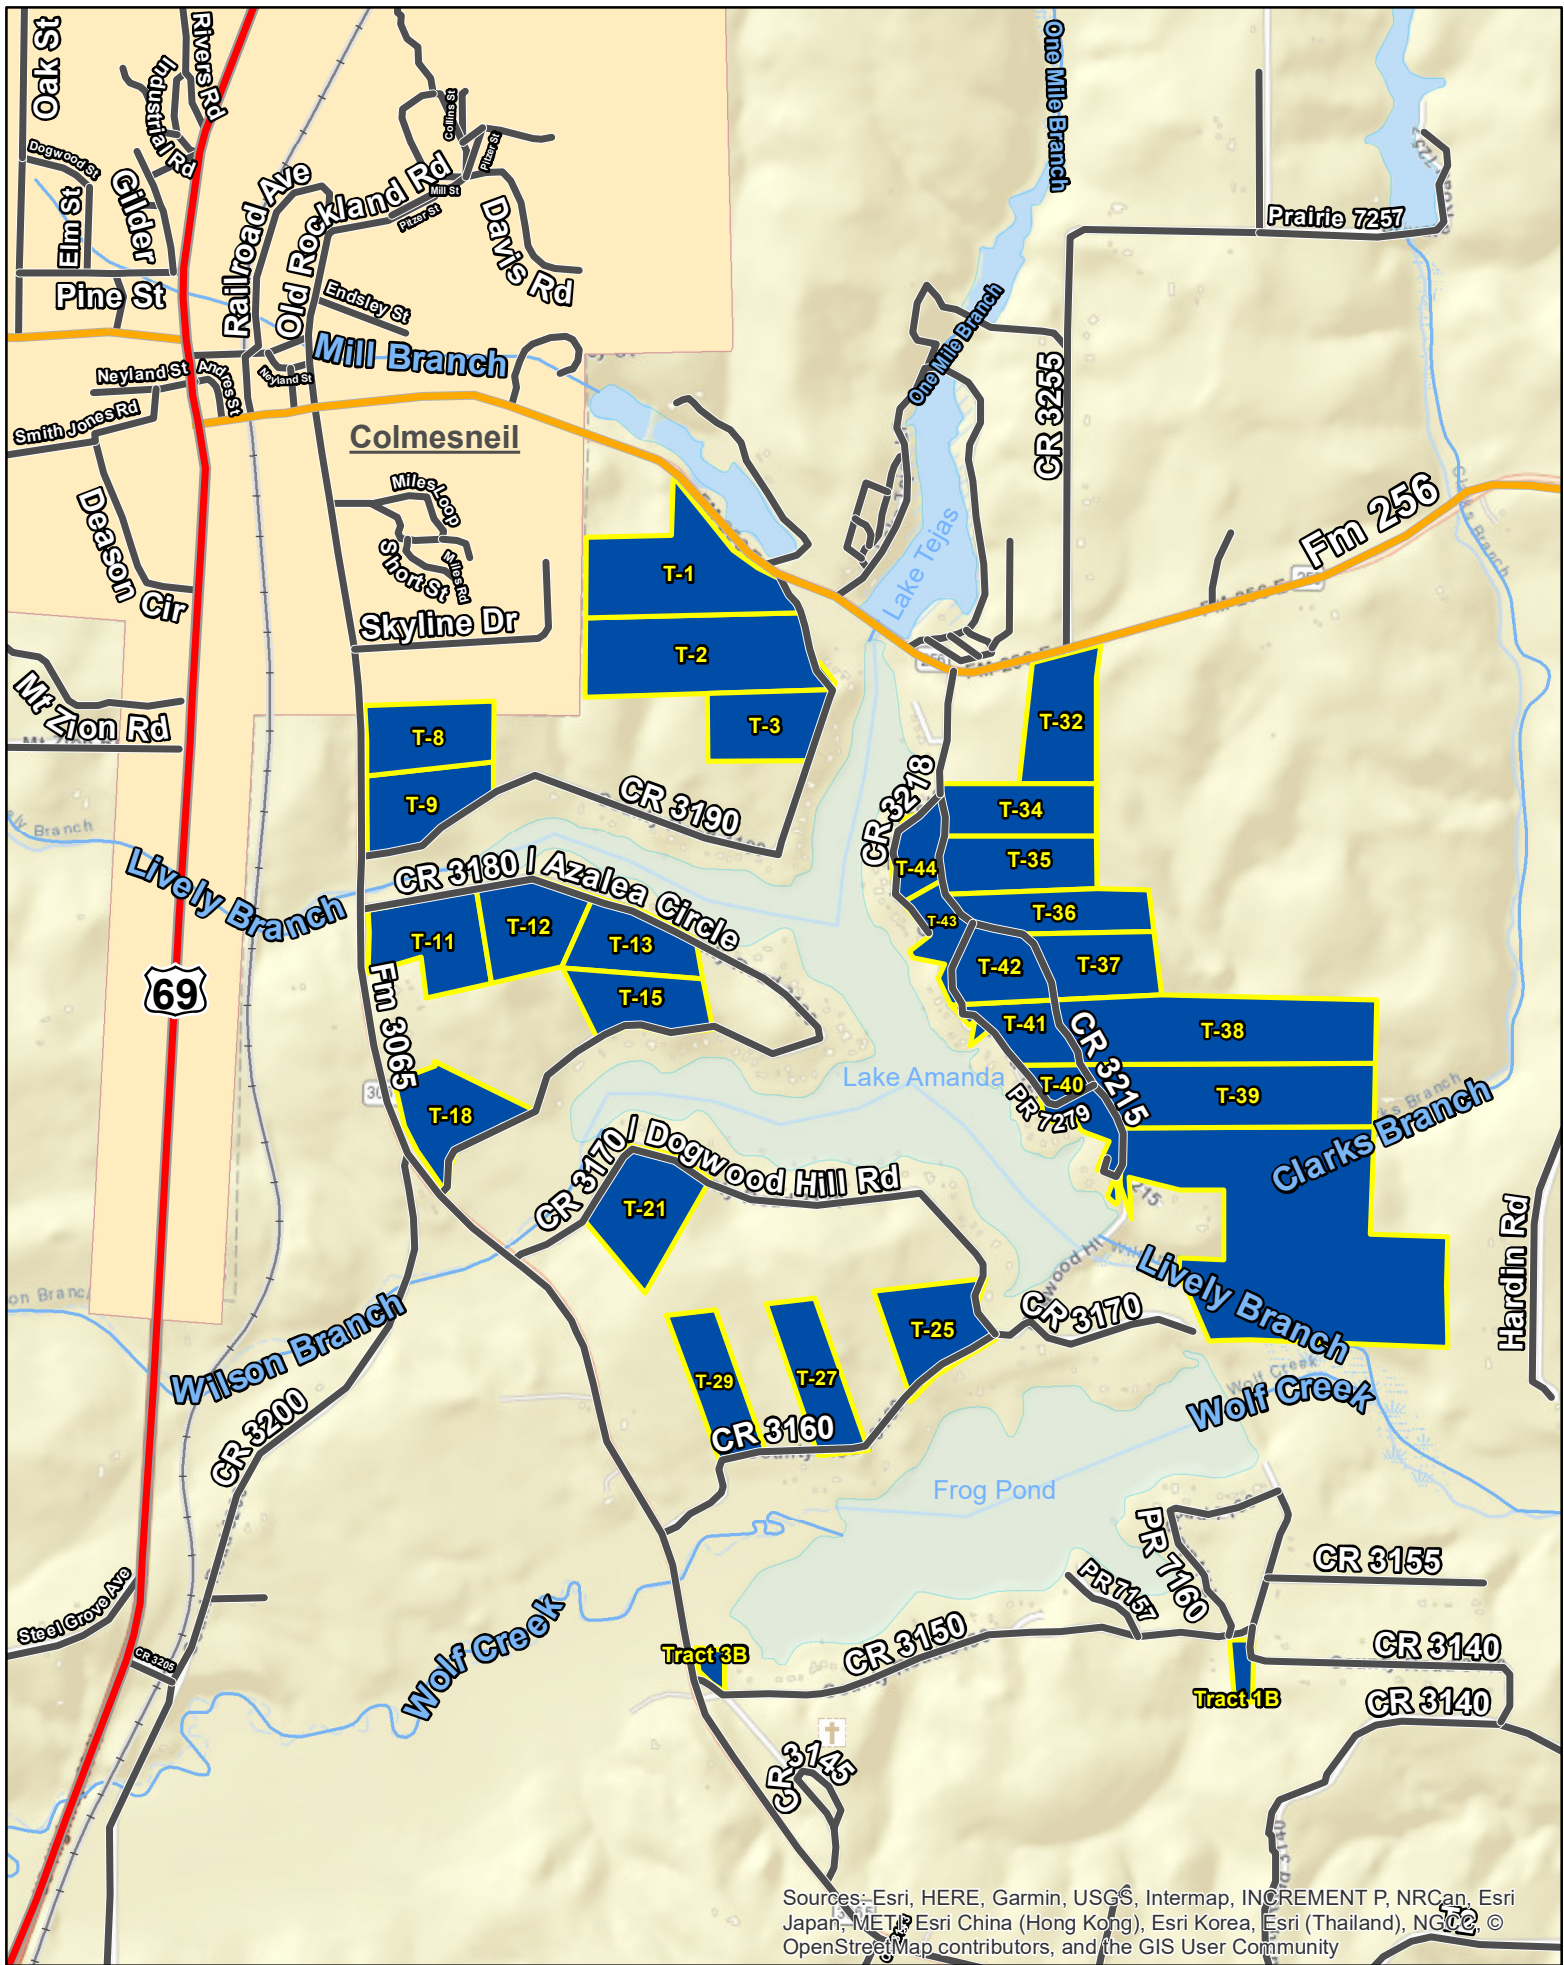 Oak St
Rivers Rd
Industrial Rd
Collins St
One Mile Branch
Dogwood St
Elm St
Gilder
Railroad Ave
Old Rockland Rd
Mill St
Pitzer St
Pitzer St
Davis Rd
Prairie 7257
Pine St
Endsley St
Mill Branch
One Mile Branch
Neyland St
Andres St
Neyland St
Smith Jones Rd
Colmesneil
CR 3255
Miles Loop
Fm 256
Deason Cir
Short St
Miles Rd
Lake Tejas
Clarks Branch
T-1
Skyline Dr
T-2
Mt Zion Rd
T-3
T-32
T-8
T-9
CR 3190
CR 3218
T-34
T-35
T-44
Lively Branch
CR 3180 / Azalea Circle
T-36
T-43
T-11
T-12
T-13
T-42
T-37
69
Fm 3065
T-15
T-41
CR 3215
T-38
Lake Amanda
T-40
T-39
PR 7279
T-18
Clarks Branch
CR 3170 / Dogwood Hill Rd
T-21
Hardin Rd
Wilson Branch
Lively Branch
CR 3170
T-25
T-29
T-27
CR 3160
Wolf Creek
Wolf Creek
CR 3200
Frog Pond
PR 7160
CR 3155
PR 7157
Steel Grove Ave
CR 3205
Wolf Creek
Tract 3B
CR 3150
CR 3140
Tract 1B
CR 3140
CR 3145
Sources: Esri, HERE, Garmin, USGS, Intermap, INCREMENT P, NRCan, Esri
Japan, METI, Esri China (Hong Kong), Esri Korea, Esri (Thailand), NGCC, ©
OpenStreetMap contributors, and the GIS User Community